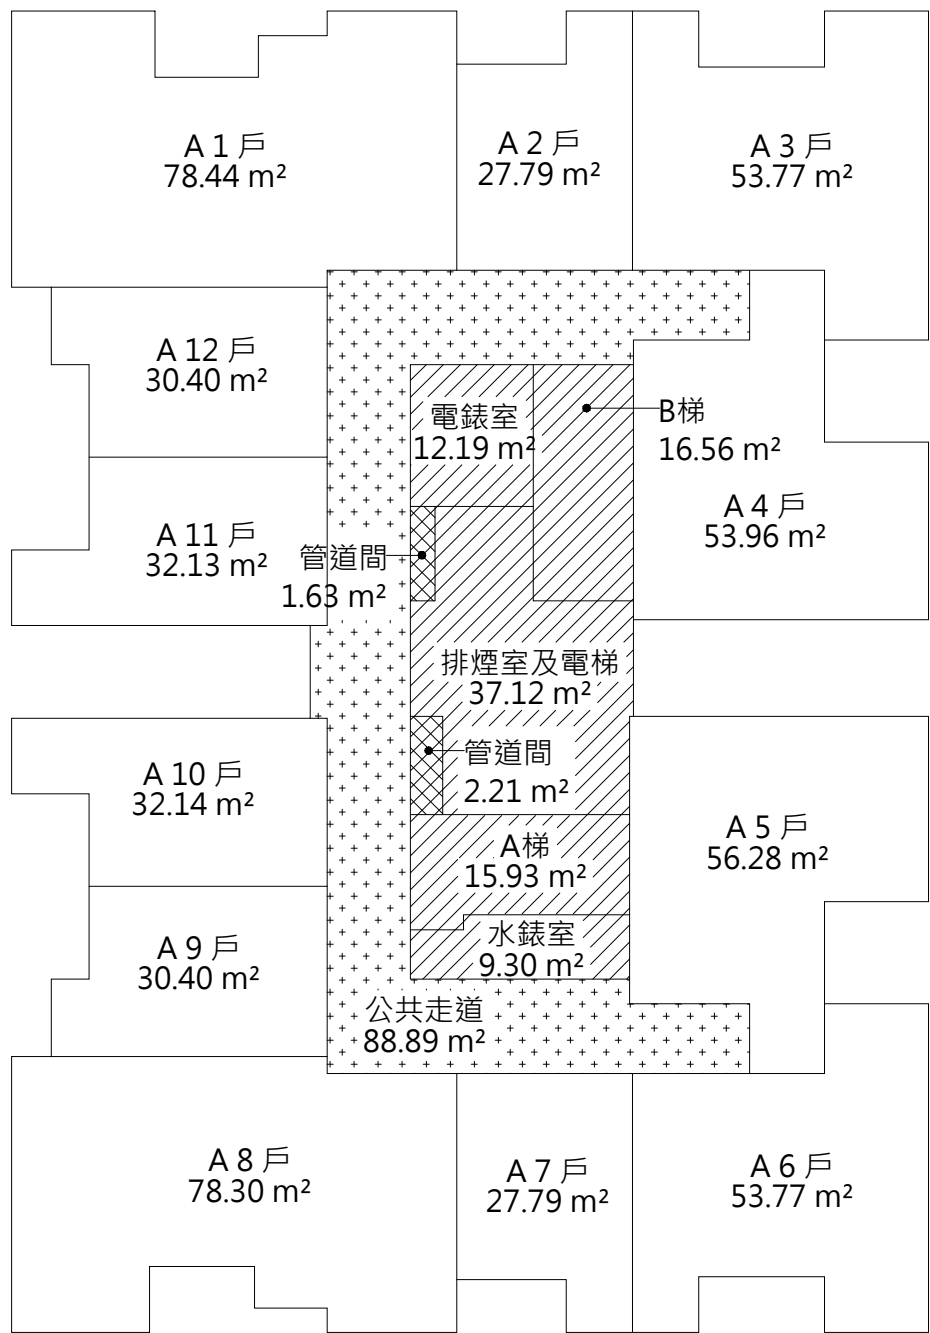 A 1 戶
78.44 m²
A 2 戶
27.79 m²
A 3 戶
53.77 m²
A 12 戶
30.40 m²
電錶室
12.19 m²
B梯
16.56 m²
A 4 戶
53.96 m²
A 11 戶
32.13 m²
管道間
1.63 m²
排煙室及電梯
37.12 m²
管道間
2.21 m²
A 10 戶
32.14 m²
A 5 戶
56.28 m²
A梯
15.93 m²
A 9 戶
30.40 m²
水錶室
9.30 m²
公共走道
88.89 m²
A 8 戶
78.30 m²
A 7 戶
27.79 m²
A 6 戶
53.77 m²